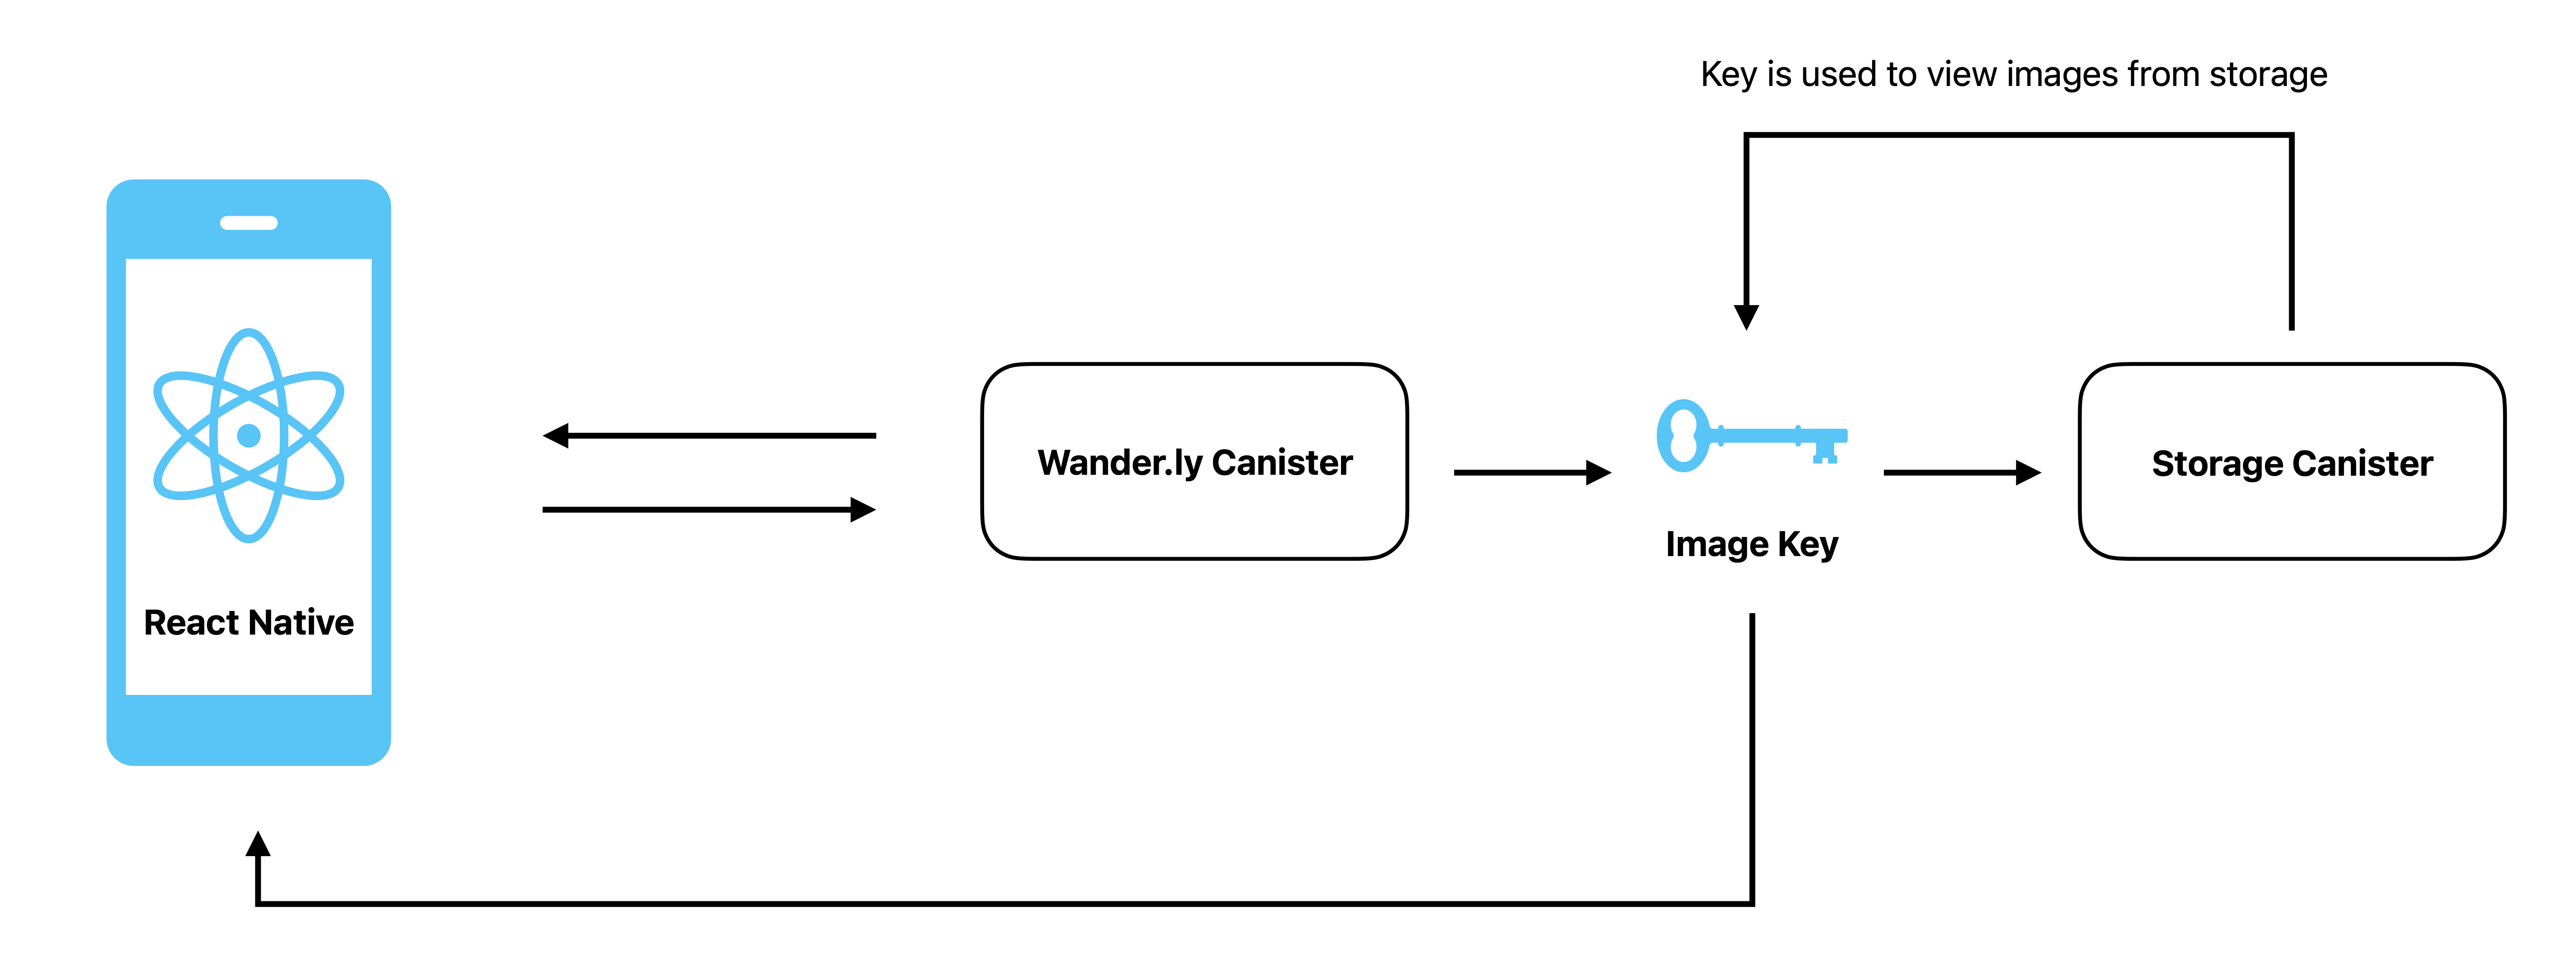 Key is used to view images from storage
Wander.ly Canister
Storage Canister
Image Key
React Native